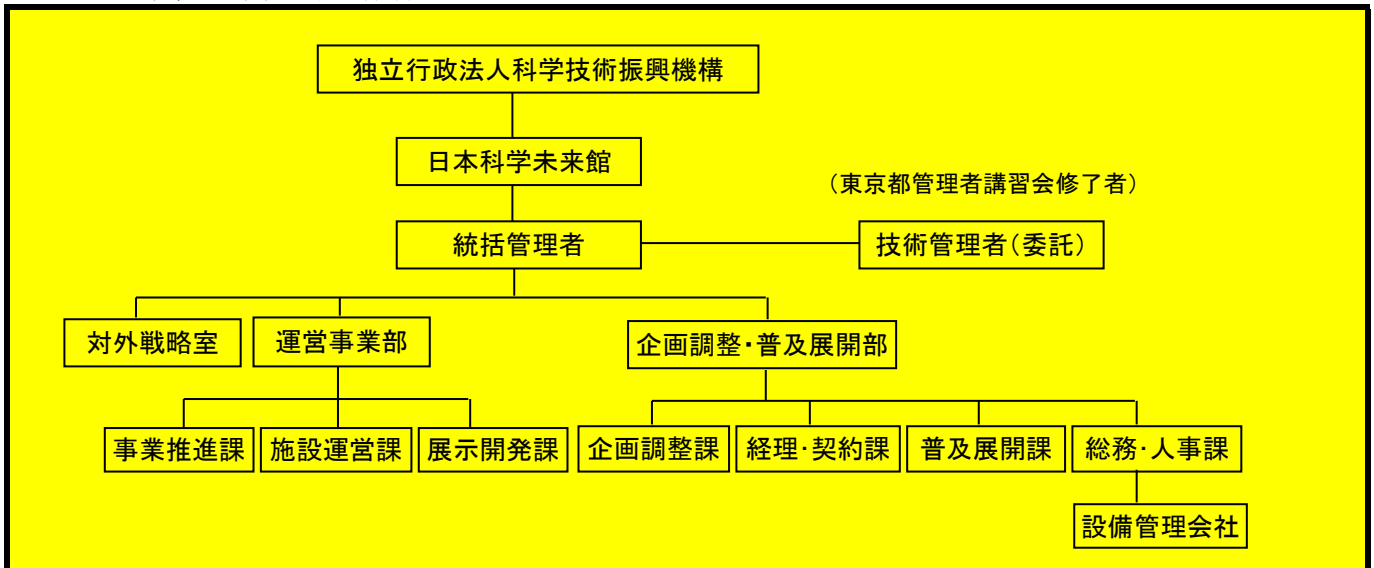 独立行政法人科学技術振興機構
日本科学未来館
（東京都管理者講習会修了者）
統括管理者
技術管理者（委託）
対外戦略室
運営事業部
企画調整・普及展開部
事業推進課
施設運営課
展示開発課
企画調整課
経理・契約課
普及展開課
総務・人事課
設備管理会社